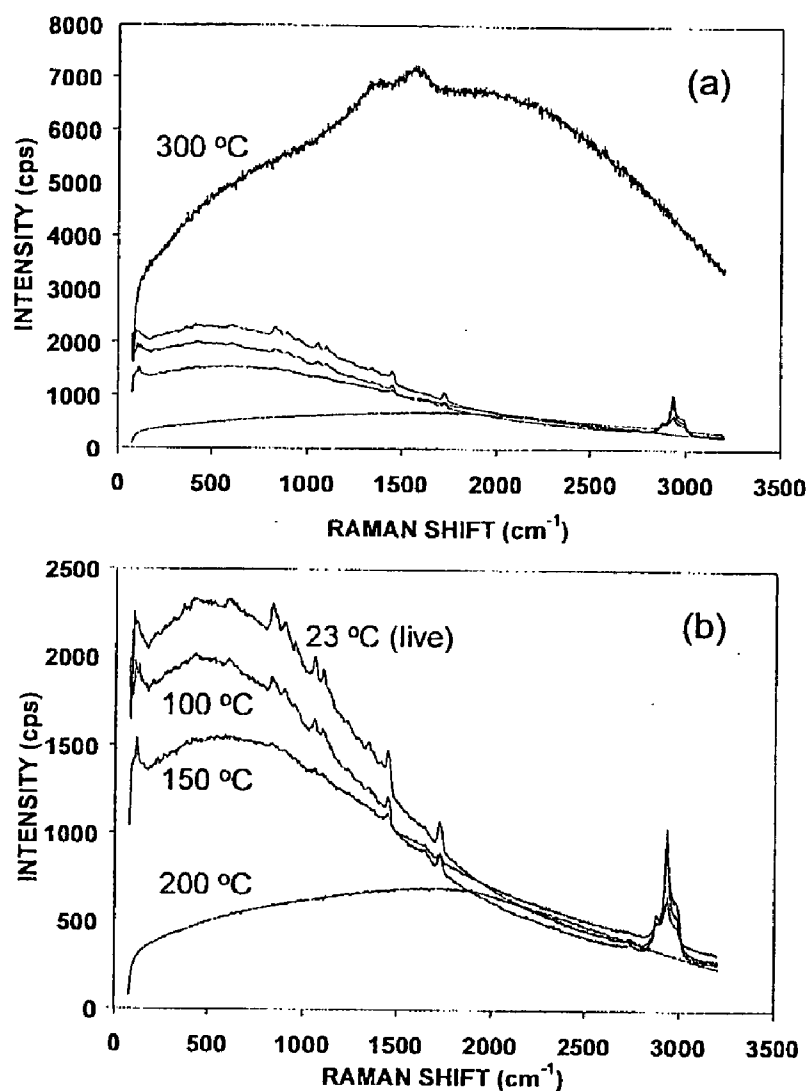 8000
7000
6000
5000
4000
3000
2000
1000
0
INTENSITY (cps)
(a)
300 °C
0 500 1000 1500 2000 2500 3000 3500
RAMAN SHIFT (cm⁻¹)
2500
2000
1500
1000
500
0
INTENSITY (cps)
(b)
23 °C (live)
100 °C
150 °C
200 °C
0 500 1000 1500 2000 2500 3000 3500
RAMAN SHIFT (cm⁻¹)